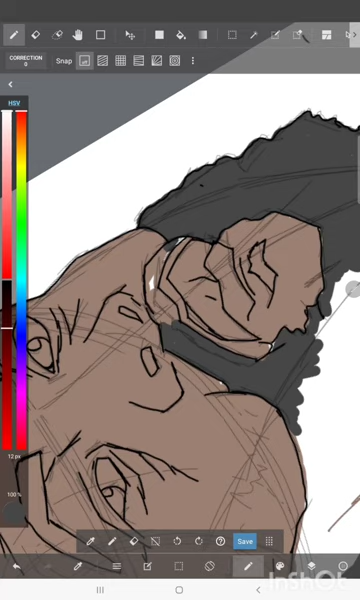 CORRECTION
0
Snap
HSV
12 px
100 %
Save
InShOt